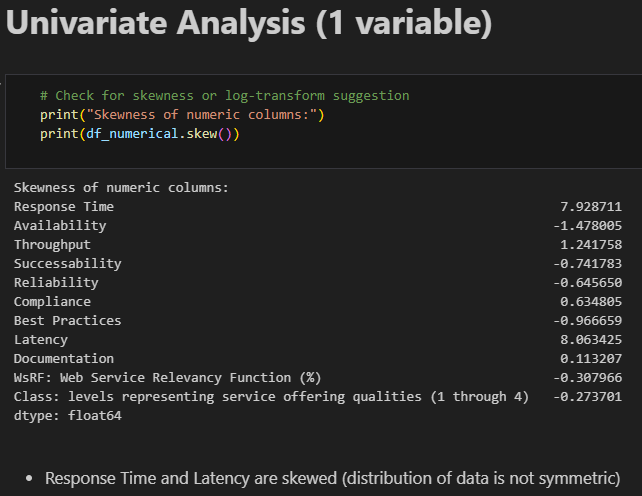 Univariate Analysis (1 variable)
# Check for skewness or log-transform suggestion
print("Skewness of numeric columns:")
print(df_numerical.skew())
Skewness of numeric columns:
Response Time 7.928711
Availability -1.478005
Throughput 1.241758
Successability -0.741783
Reliability -0.645650
Compliance 0.634805
Best Practices -0.966659
Latency 8.063425
Documentation 0.113207
WsRF: Web Service Relevancy Function (%) -0.307966
Class: levels representing service offering qualities (1 through 4) -0.273701
dtype: float64
• Response Time and Latency are skewed (distribution of data is not symmetric)